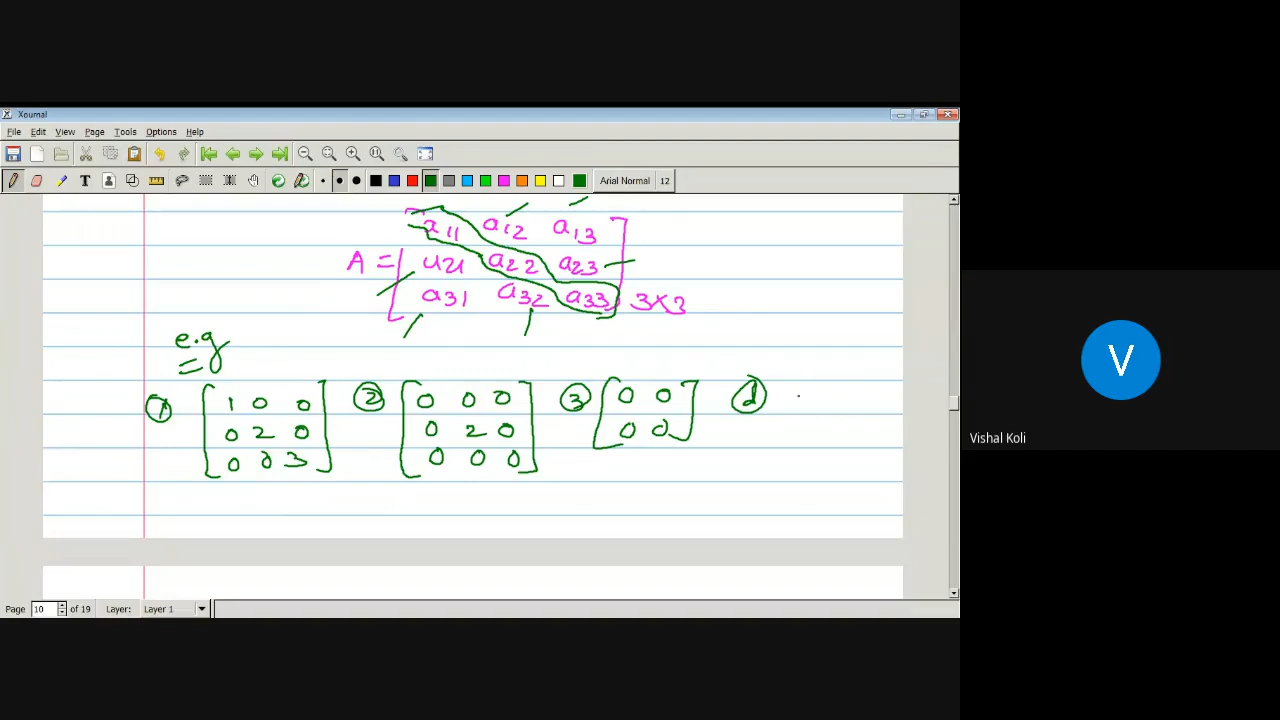 Xournal
File Edit View Page Tools Options Help
T Arial Normal 12
a11 a12 a13
A = a21 a22 a23
a31 a32 a33 3×3
e.g
① 1 0 0 ② 0 0 0 ③ 0 0 ④
0 2 0 0 2 0 0 0
0 0 3 0 0 0
V
Vishal Koli
Page 10 of 19 Layer: Layer 1